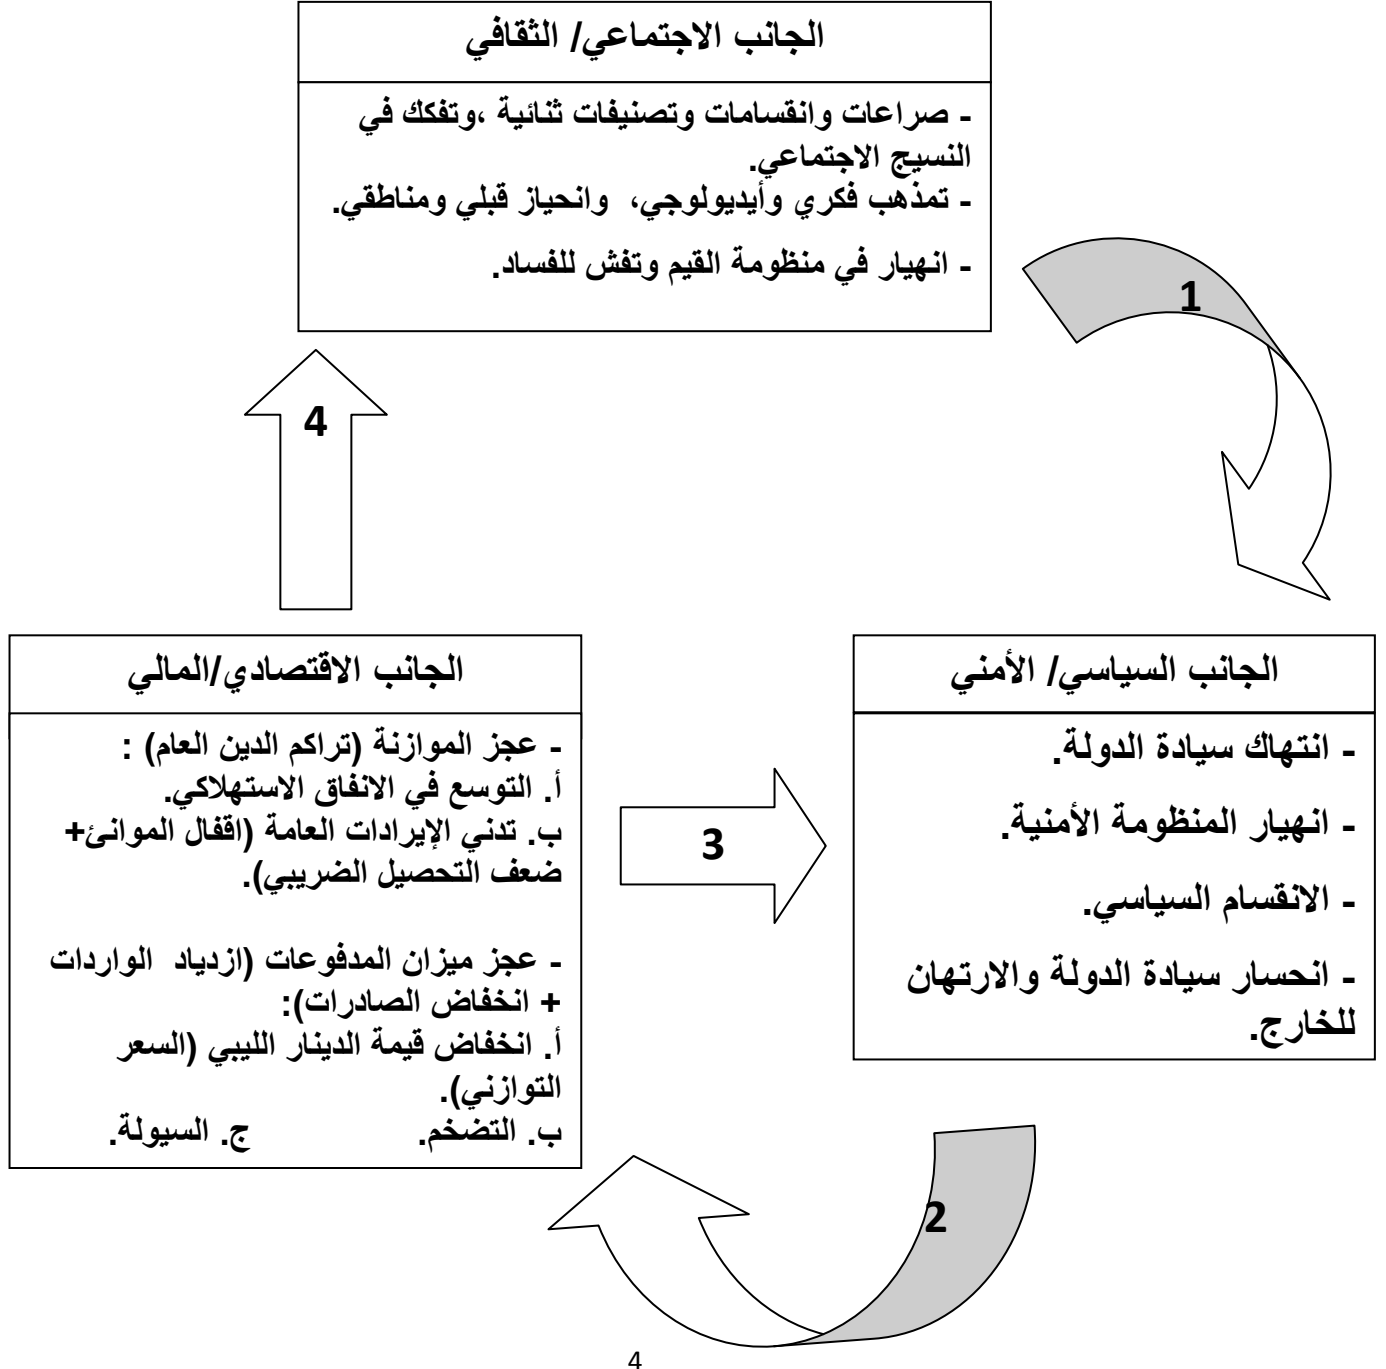 الجانب الاجتماعي/ الثقافي
- صراعات وانقسامات وتصنيفات ثنائية ،وتفكك في
النسيج الاجتماعي.
- تمذهب فكري وأيديولوجي، وانحياز قبلي ومناطقي.
- انهيار في منظومة القيم وتفش للفساد.
1
4
الجانب السياسي/ الأمني
- انتهاك سيادة الدولة.
- انهيار المنظومة الأمنية.
- الانقسام السياسي.
- انحسار سيادة الدولة والارتهان
للخارج.
3
الجانب الاقتصادي/المالي
- عجز الموازنة (تراكم الدين العام) :
أ. التوسع في الانفاق الاستهلاكي.
ب. تدني الإيرادات العامة (اقفال الموانئ+
ضعف التحصيل الضريبي).
- عجز ميزان المدفوعات (ازدياد الواردات
+ انخفاض الصادرات):
أ. انخفاض قيمة الدينار الليبي (السعر
التوازني).
ب. التضخم. ج. السيولة.
2
4